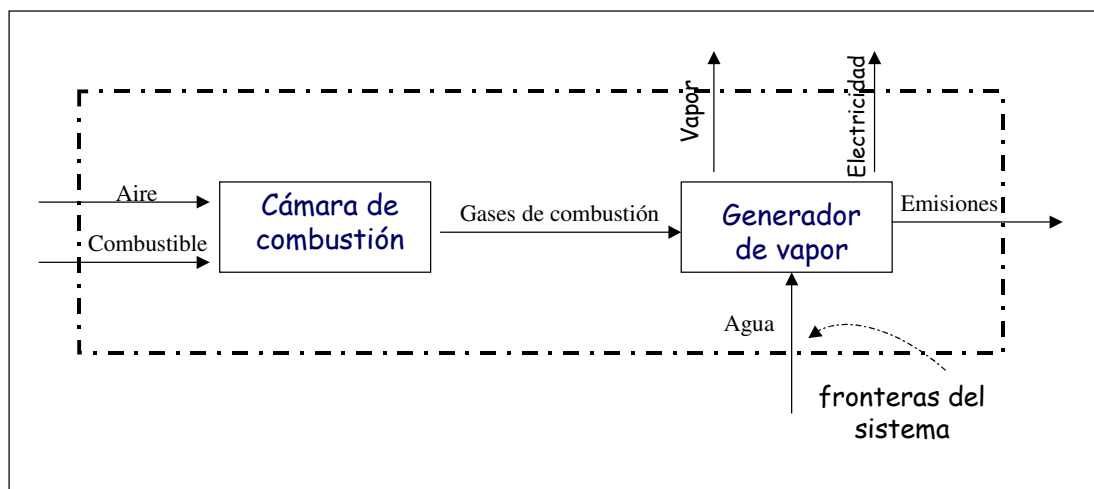 Vapor
Electricidad
Aire
Combustible
Cámara de
combustión
Gases de combustión
Generador
de vapor
Emisiones
Agua
fronteras del
sistema